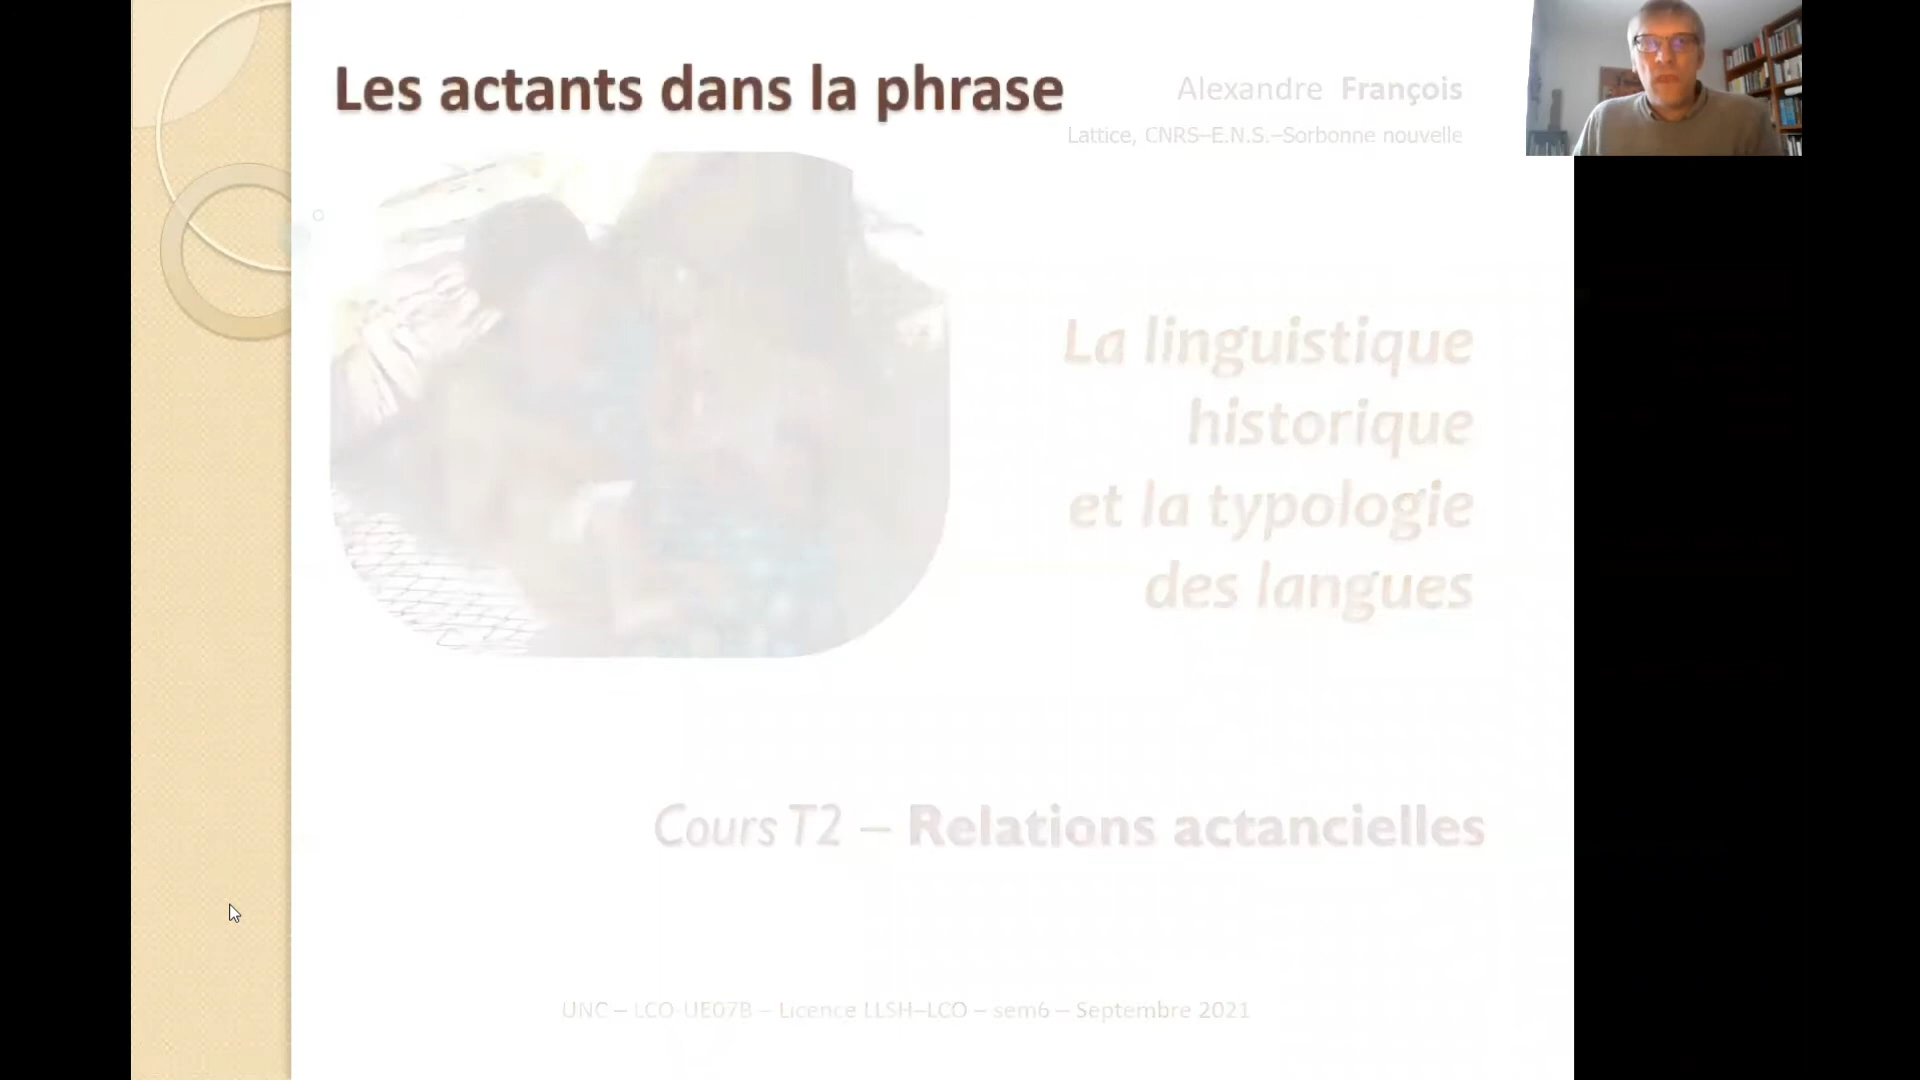 Les actants dans la phrase
Alexandre François
Lattice, CNRS–E.N.S.–Sorbonne nouvelle
La linguistique
historique
et la typologie
des langues
Cours T2 – Relations actancielles
UNC – LCO-UE07B – Licence LLSH–LCO – sem6 – Septembre 2021